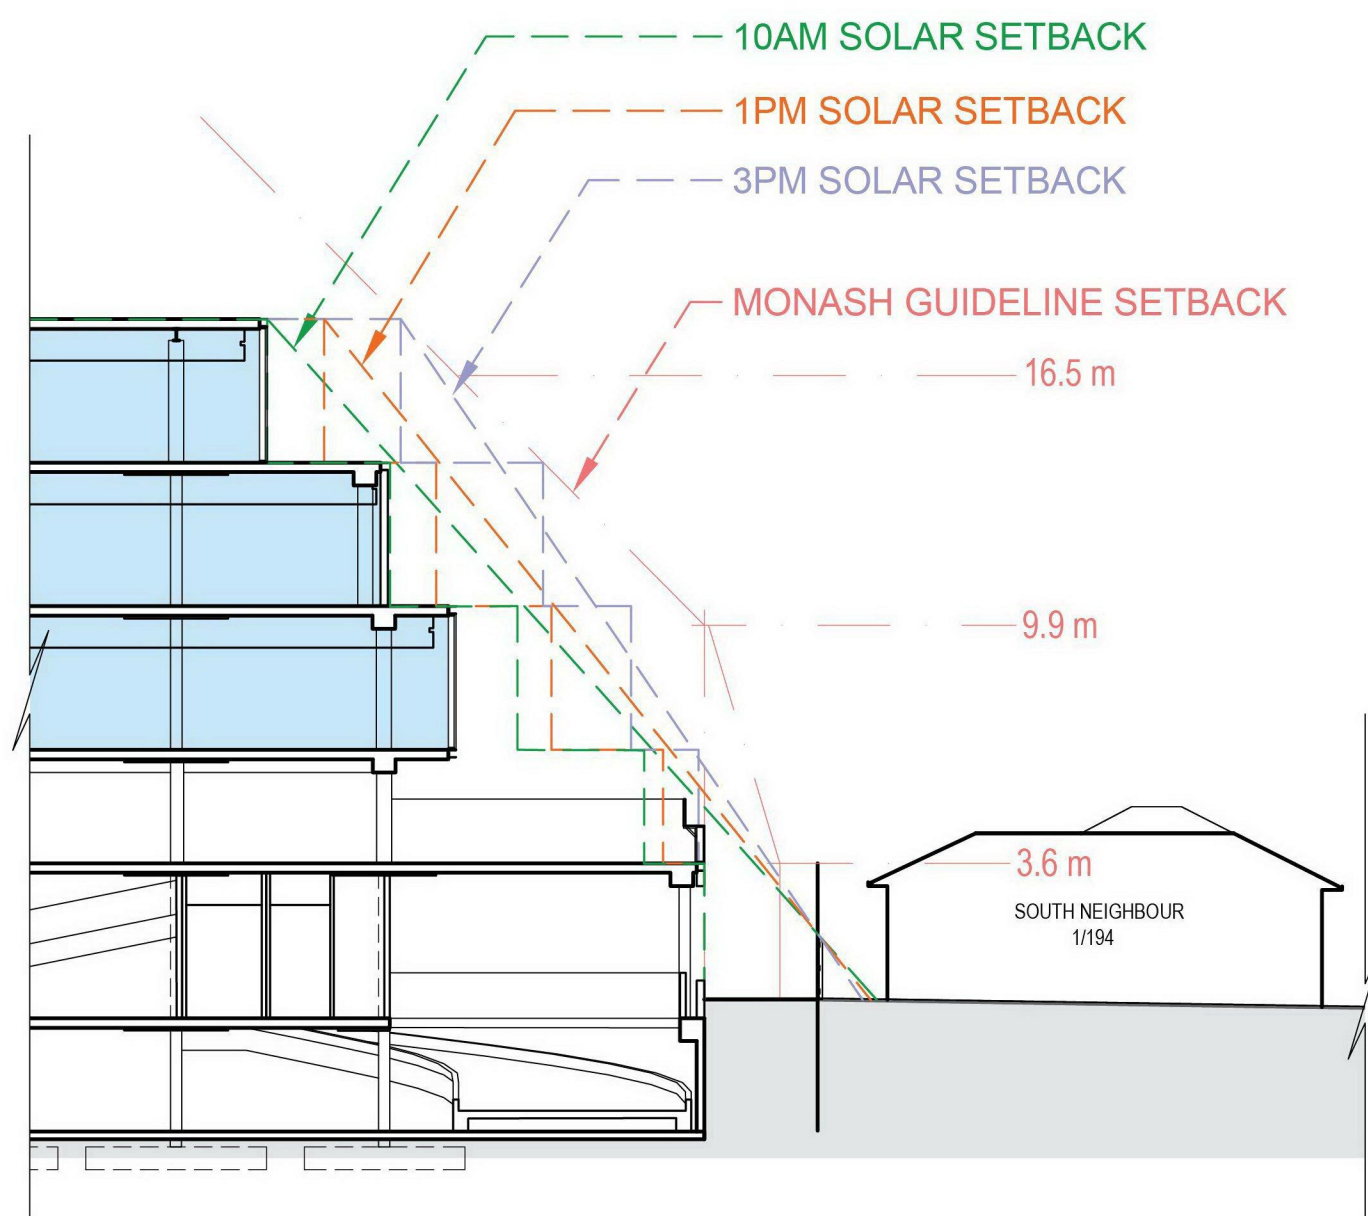 10AM SOLAR SETBACK
1PM SOLAR SETBACK
3PM SOLAR SETBACK
MONASH GUIDELINE SETBACK
16.5 m
9.9 m
3.6 m
SOUTH NEIGHBOUR
1/194